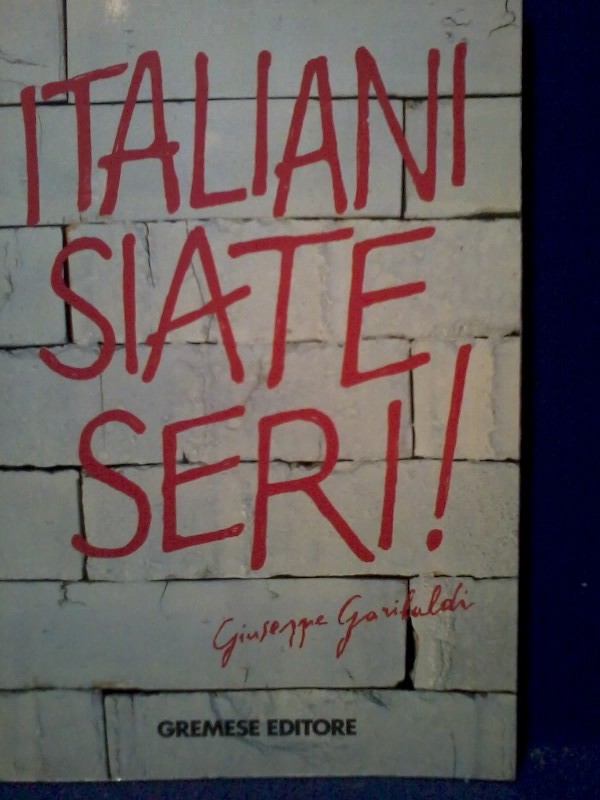 ITALIANI
SIATE
SERI!
Giuseppe Garibaldi
GREMESE EDITORE